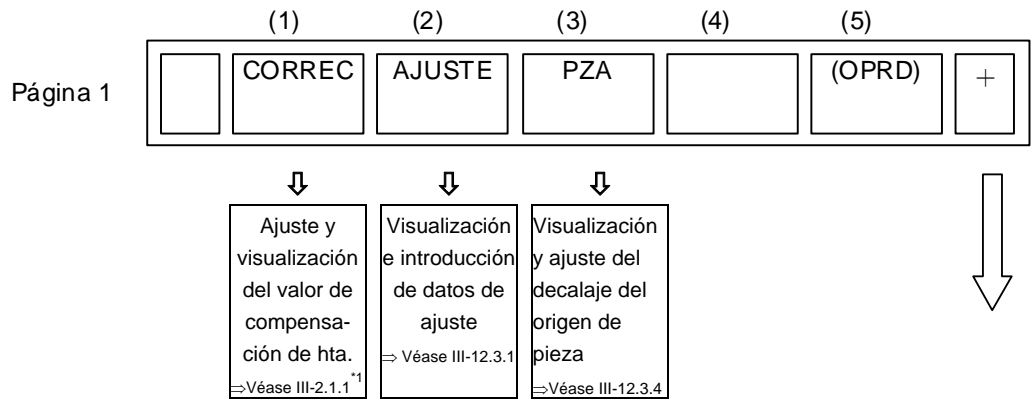 (1) (2) (3) (4) (5)
Página 1
CORREC AJUSTE PZA (OPRD) +
Ajuste y
visualización
del valor de
compensa-
ción de hta.
⇒Véase III-2.1.1*1
Visualización
e introducción
de datos de
ajuste
⇒ Véase III-12.3.1
Visualización
y ajuste del
decalaje del
origen de
pieza
⇒Véase III-12.3.4